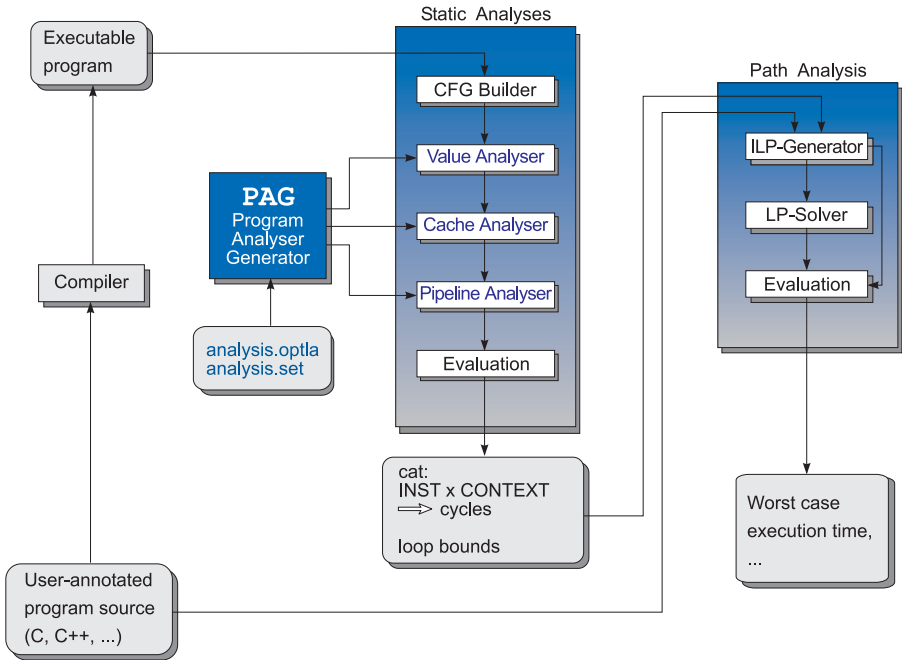 Static Analyses
Executable
program
CFG Builder
Path Analysis
ILP-Generator
Value Analyser
PAG
Program
Analyser
Generator
Cache Analyser
LP-Solver
Compiler
Pipeline Analyser
Evaluation
analysis.optla
analysis.set
Evaluation
cat:
INST x CONTEXT
⇒ cycles
loop bounds
Worst case
execution time,
...
User-annotated
program source
(C, C++, ...)